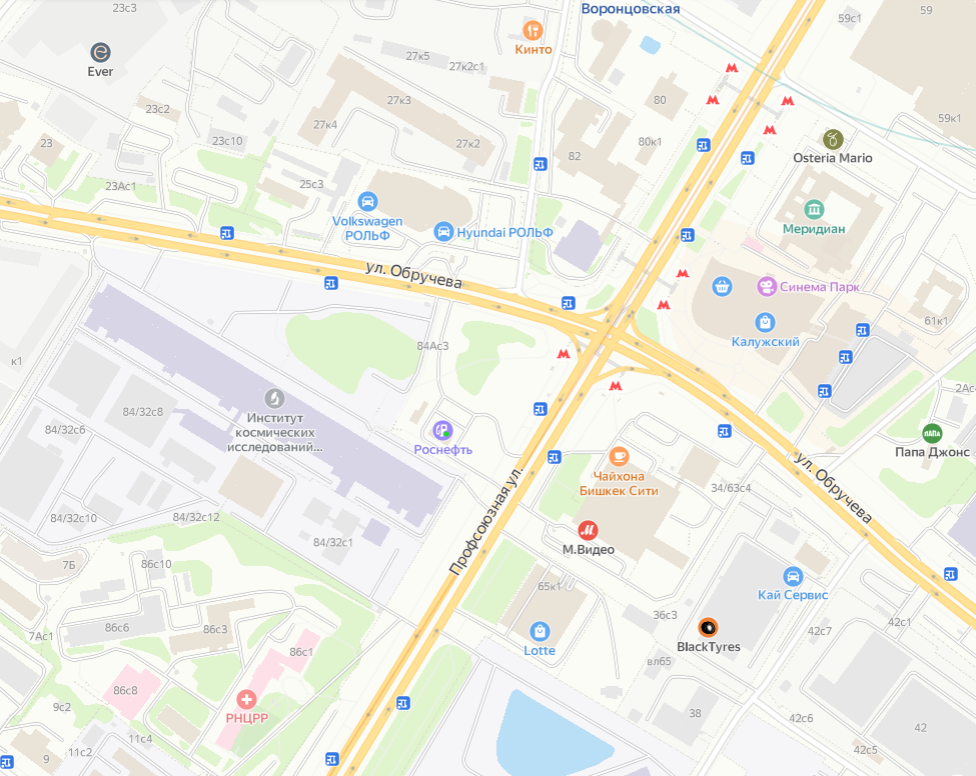 23с3
Воронцовская
59с1
59
Кинто
27к5
27к2с1
Ever
80
27к3
23с2
59к1
27к4
23с10
80к1
27к2
23
82
Osteria Mario
25с3
23Ас1
Volkswagen
РОЛЬФ
Меридиан
Hyundai РОЛЬФ
ул. Обручева
Синема Парк
61к1
Калужский
84Ас3
к1
2Ас
84/32с8
Институт
космических
исследований...
84/32с6
Роснефть
Папа Джонс
Чайхона
Бишкек Сити
34/63с4
ул. Обручева
84/32с10
84/32с12
Профсоюзная ул.
84/32с1
М.Видео
7Б
86с10
65к1
Кай Сервис
36с3
42с1
86с6
86с3
42с7
7Ас1
86с1
Lotte
BlackTyres
вл65
86с8
9с2
РНЦРР
38
42с6
42
11с4
11с2
9
42с5